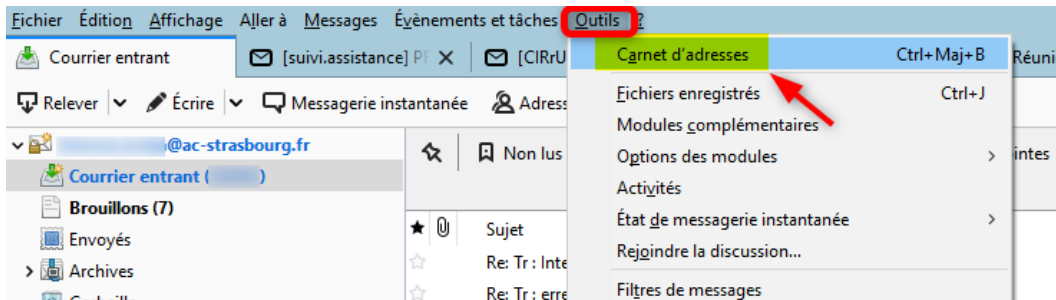 Fichier Édition Affichage Aller à Messages Évènements et tâches Outils ?
Courrier entrant [suivi.assistance] PF [CIRrU Réuni
Carnet d'adresses Ctrl+Maj+B
Relever Écrire Messagerie instantanée Adress
Fichiers enregistrés Ctrl+J
Modules complémentaires
@ac-strasbourg.fr
Non lus
Options des modules
intes
Courrier entrant ( )
Activités
Brouillons (7)
État de messagerie instantanée
Envoyés
Sujet
Rejoindre la discussion...
Archives
Re: Tr : Inte
Re: Tr : erre
Filtres de messages